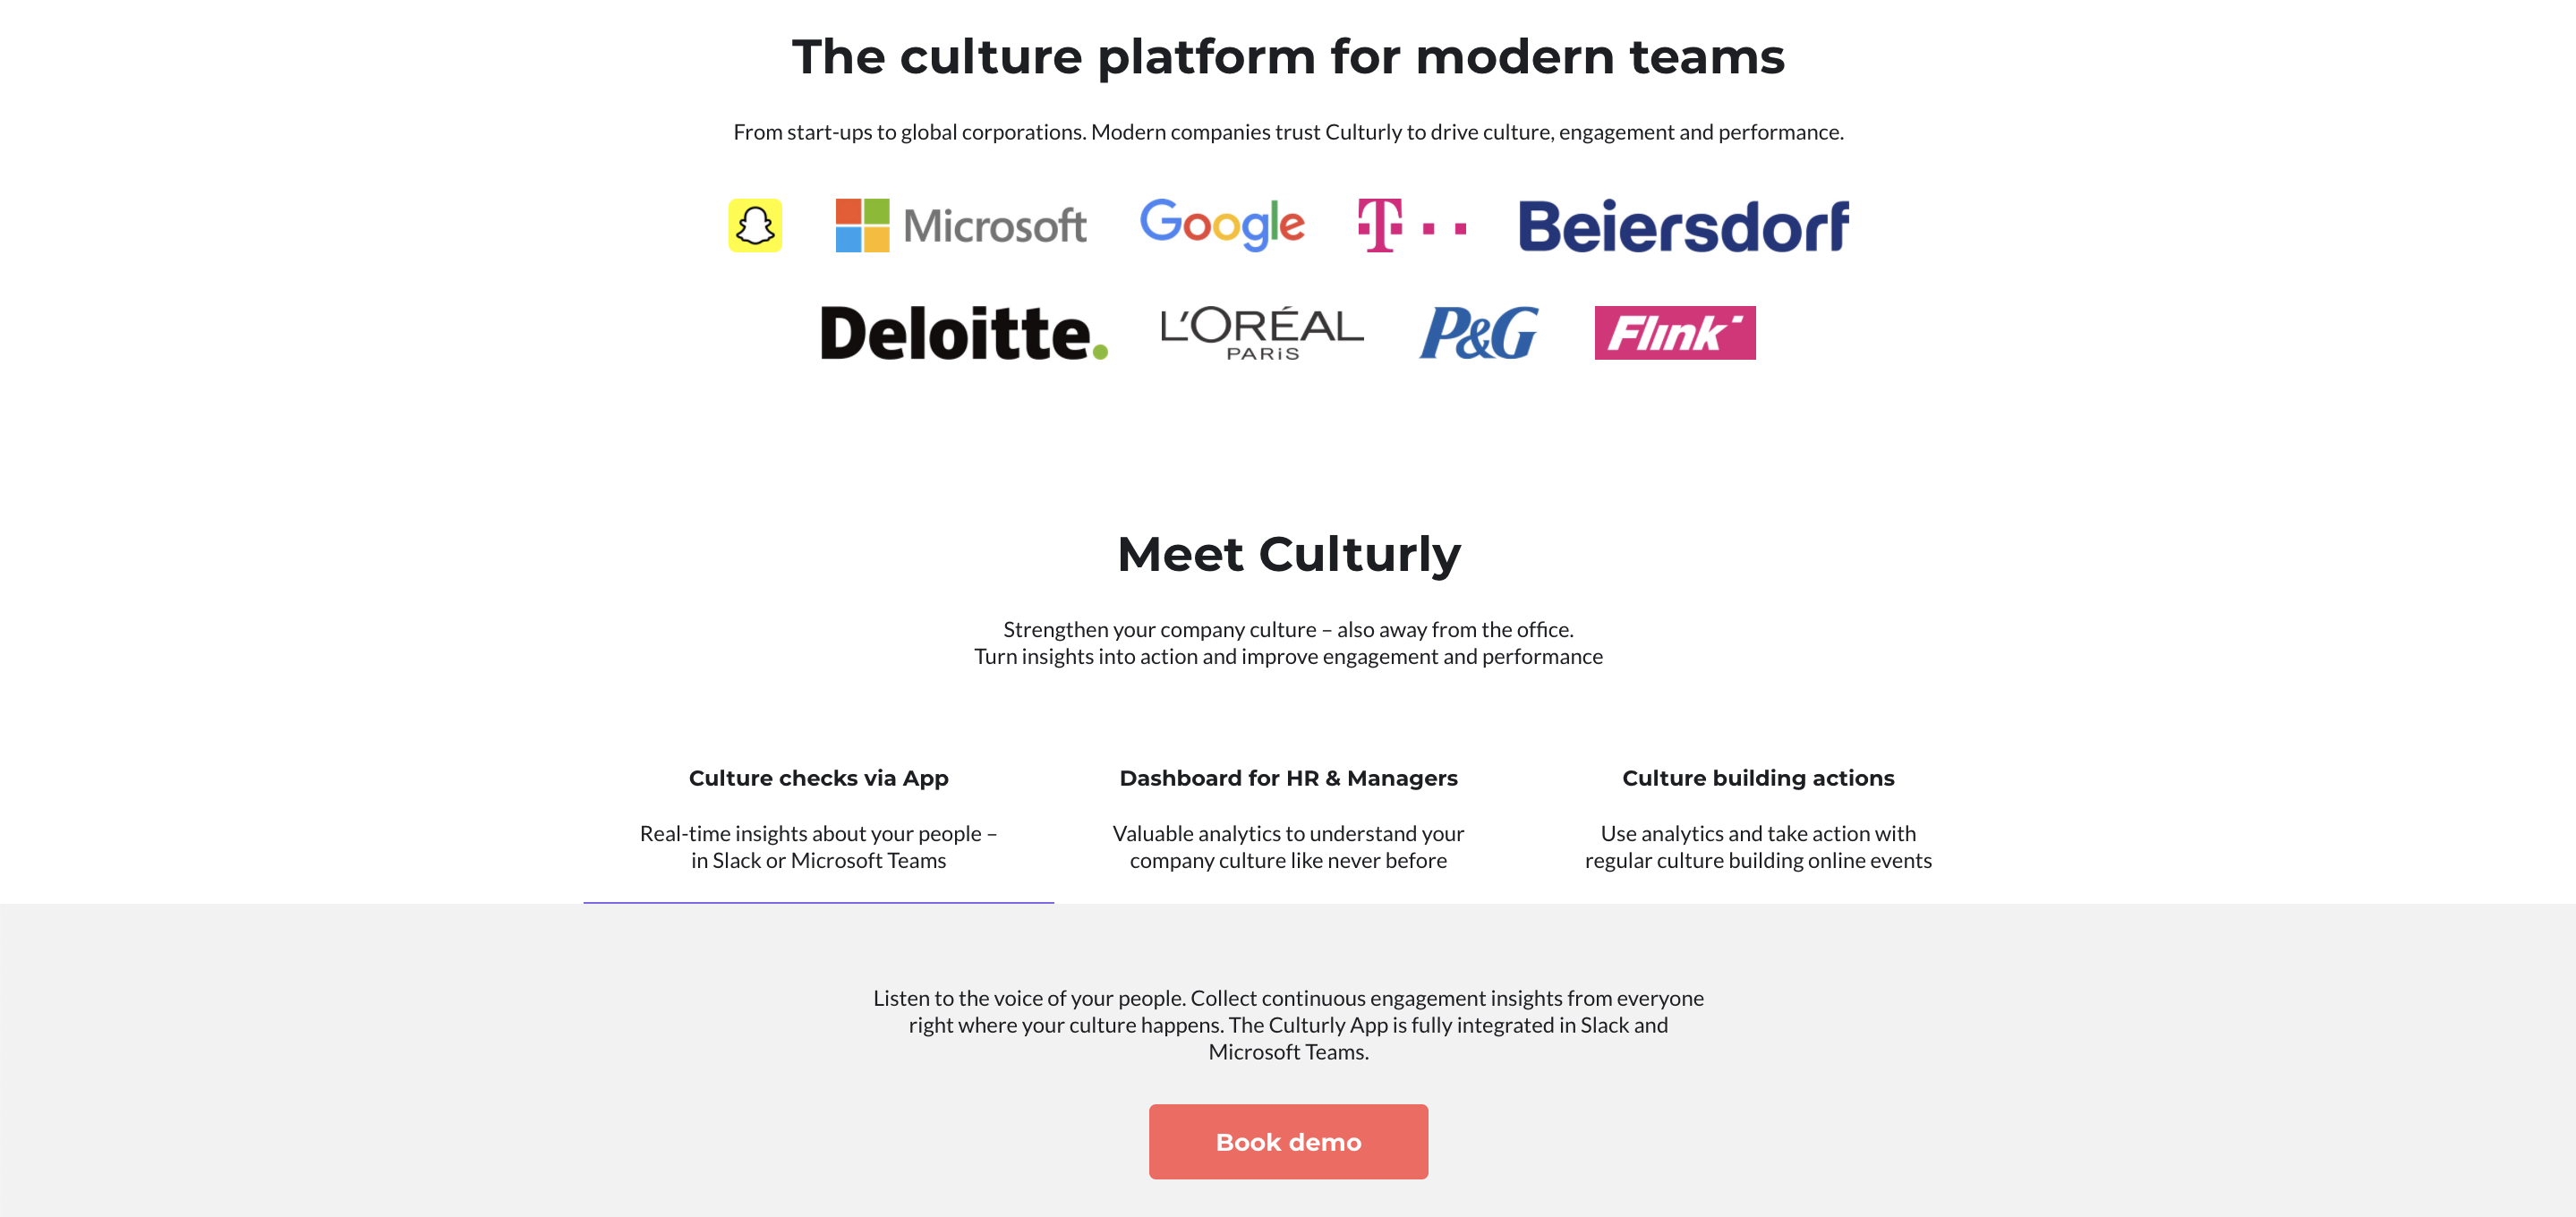 The culture platform for modern teams
From start-ups to global corporations. Modern companies trust Culturly to drive culture, engagement and performance.
Microsoft Google T Beiersdorf
Deloitte. L'ORÉAL PARiS P&G Flink
Meet Culturly
Strengthen your company culture – also away from the office.
Turn insights into action and improve engagement and performance
Culture checks via App
Real-time insights about your people –
in Slack or Microsoft Teams
Dashboard for HR & Managers
Valuable analytics to understand your
company culture like never before
Culture building actions
Use analytics and take action with
regular culture building online events
Listen to the voice of your people. Collect continuous engagement insights from everyone
right where your culture happens. The Culturly App is fully integrated in Slack and
Microsoft Teams.
Book demo